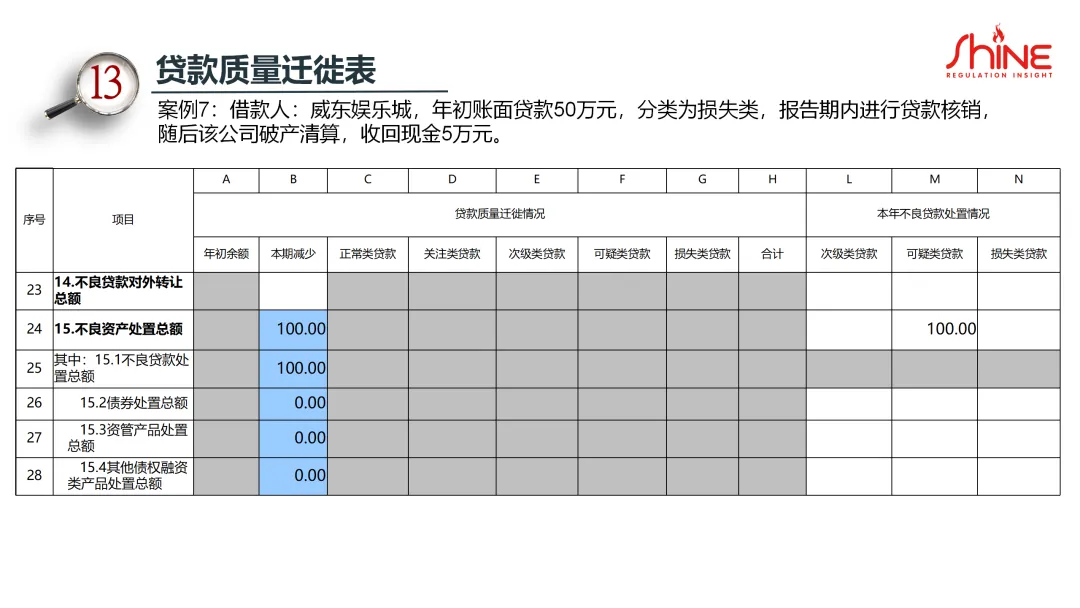 SHINE
REGULATION INSIGHT
13
贷款质量迁徙表
案例7：借款人：威东娱乐城，年初账面贷款50万元，分类为损失类，报告期内进行贷款核销，
随后该公司破产清算，收回现金5万元。
序号 项目 A B C D E F G H L M N
贷款质量迁徙情况 本年不良贷款处置情况
年初余额 本期减少 正常类贷款 关注类贷款 次级类贷款 可疑类贷款 损失类贷款 合计 次级类贷款 可疑类贷款 损失类贷款
23 14.不良贷款对外转让
总额
24 15.不良资产处置总额 100.00 100.00
25 其中：15.1不良贷款处
置总额 100.00
26 15.2债券处置总额 0.00
27 15.3资管产品处置
总额 0.00
28 15.4其他债权融资
类产品处置总额 0.00